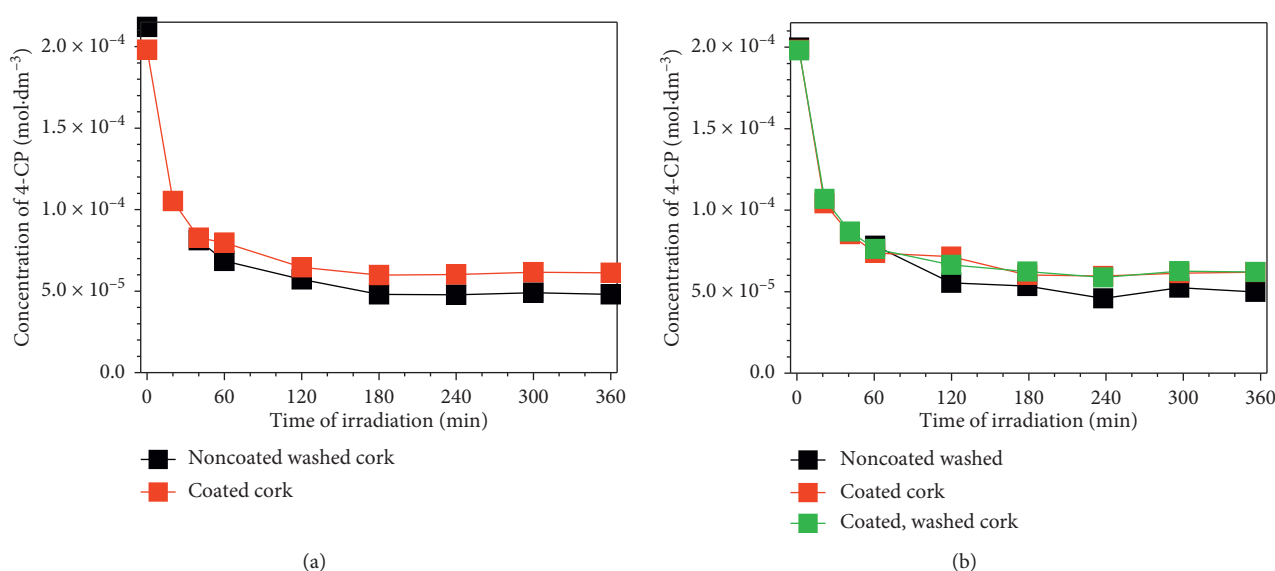 Concentration of 4-CP (mol·dm⁻³)
2.0 × 10⁻⁴
1.5 × 10⁻⁴
1.0 × 10⁻⁴
5.0 × 10⁻⁵
0.0
0 60 120 180 240 300 360
Time of irradiation (min)
Noncoated washed cork
Coated cork
(a)
Concentration of 4-CP (mol·dm⁻³)
2.0 × 10⁻⁴
1.5 × 10⁻⁴
1.0 × 10⁻⁴
5.0 × 10⁻⁵
0.0
0 60 120 180 240 300 360
Time of irradiation (min)
Noncoated washed
Coated cork
Coated, washed cork
(b)